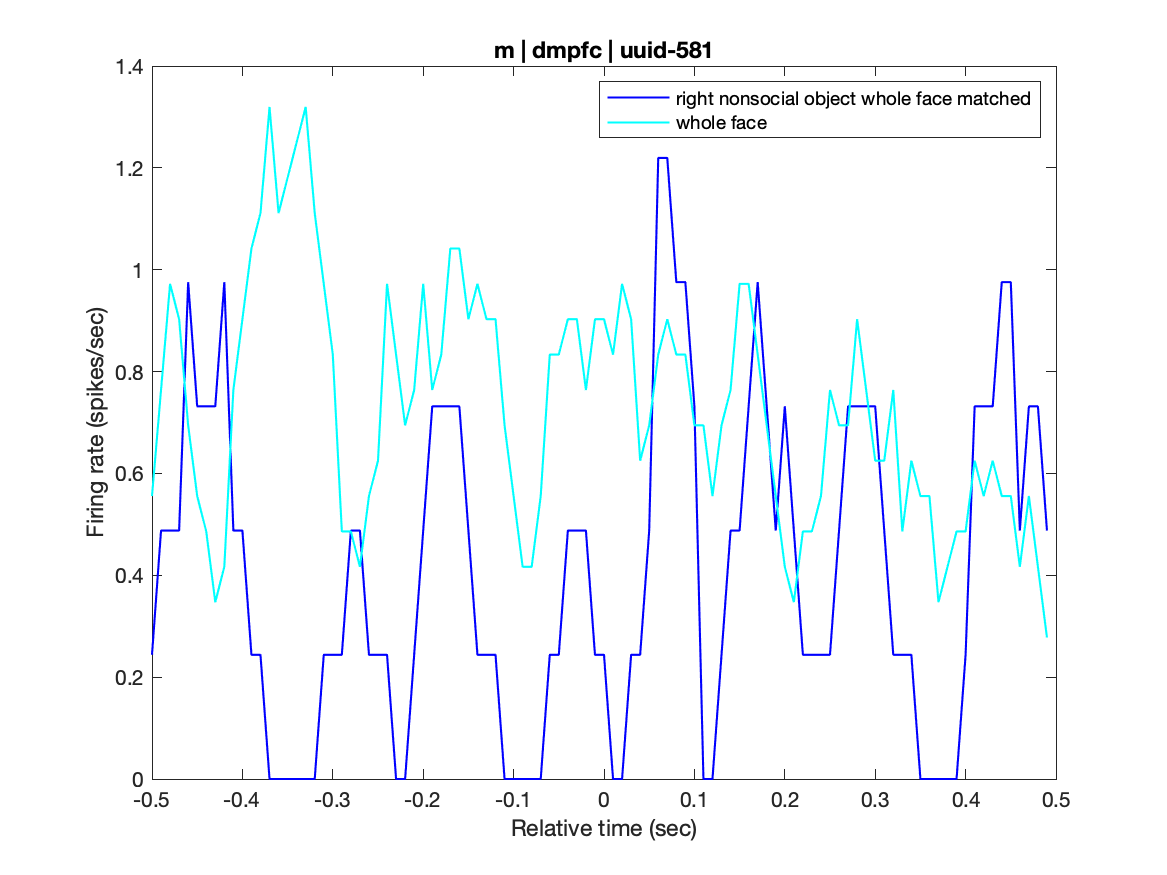 m | dmpfc | uuid-581
right nonsocial object whole face matched
whole face
Firing rate (spikes/sec)
1.4
1.2
1
0.8
0.6
0.4
0.2
0
-0.5 -0.4 -0.3 -0.2 -0.1 0 0.1 0.2 0.3 0.4 0.5
Relative time (sec)